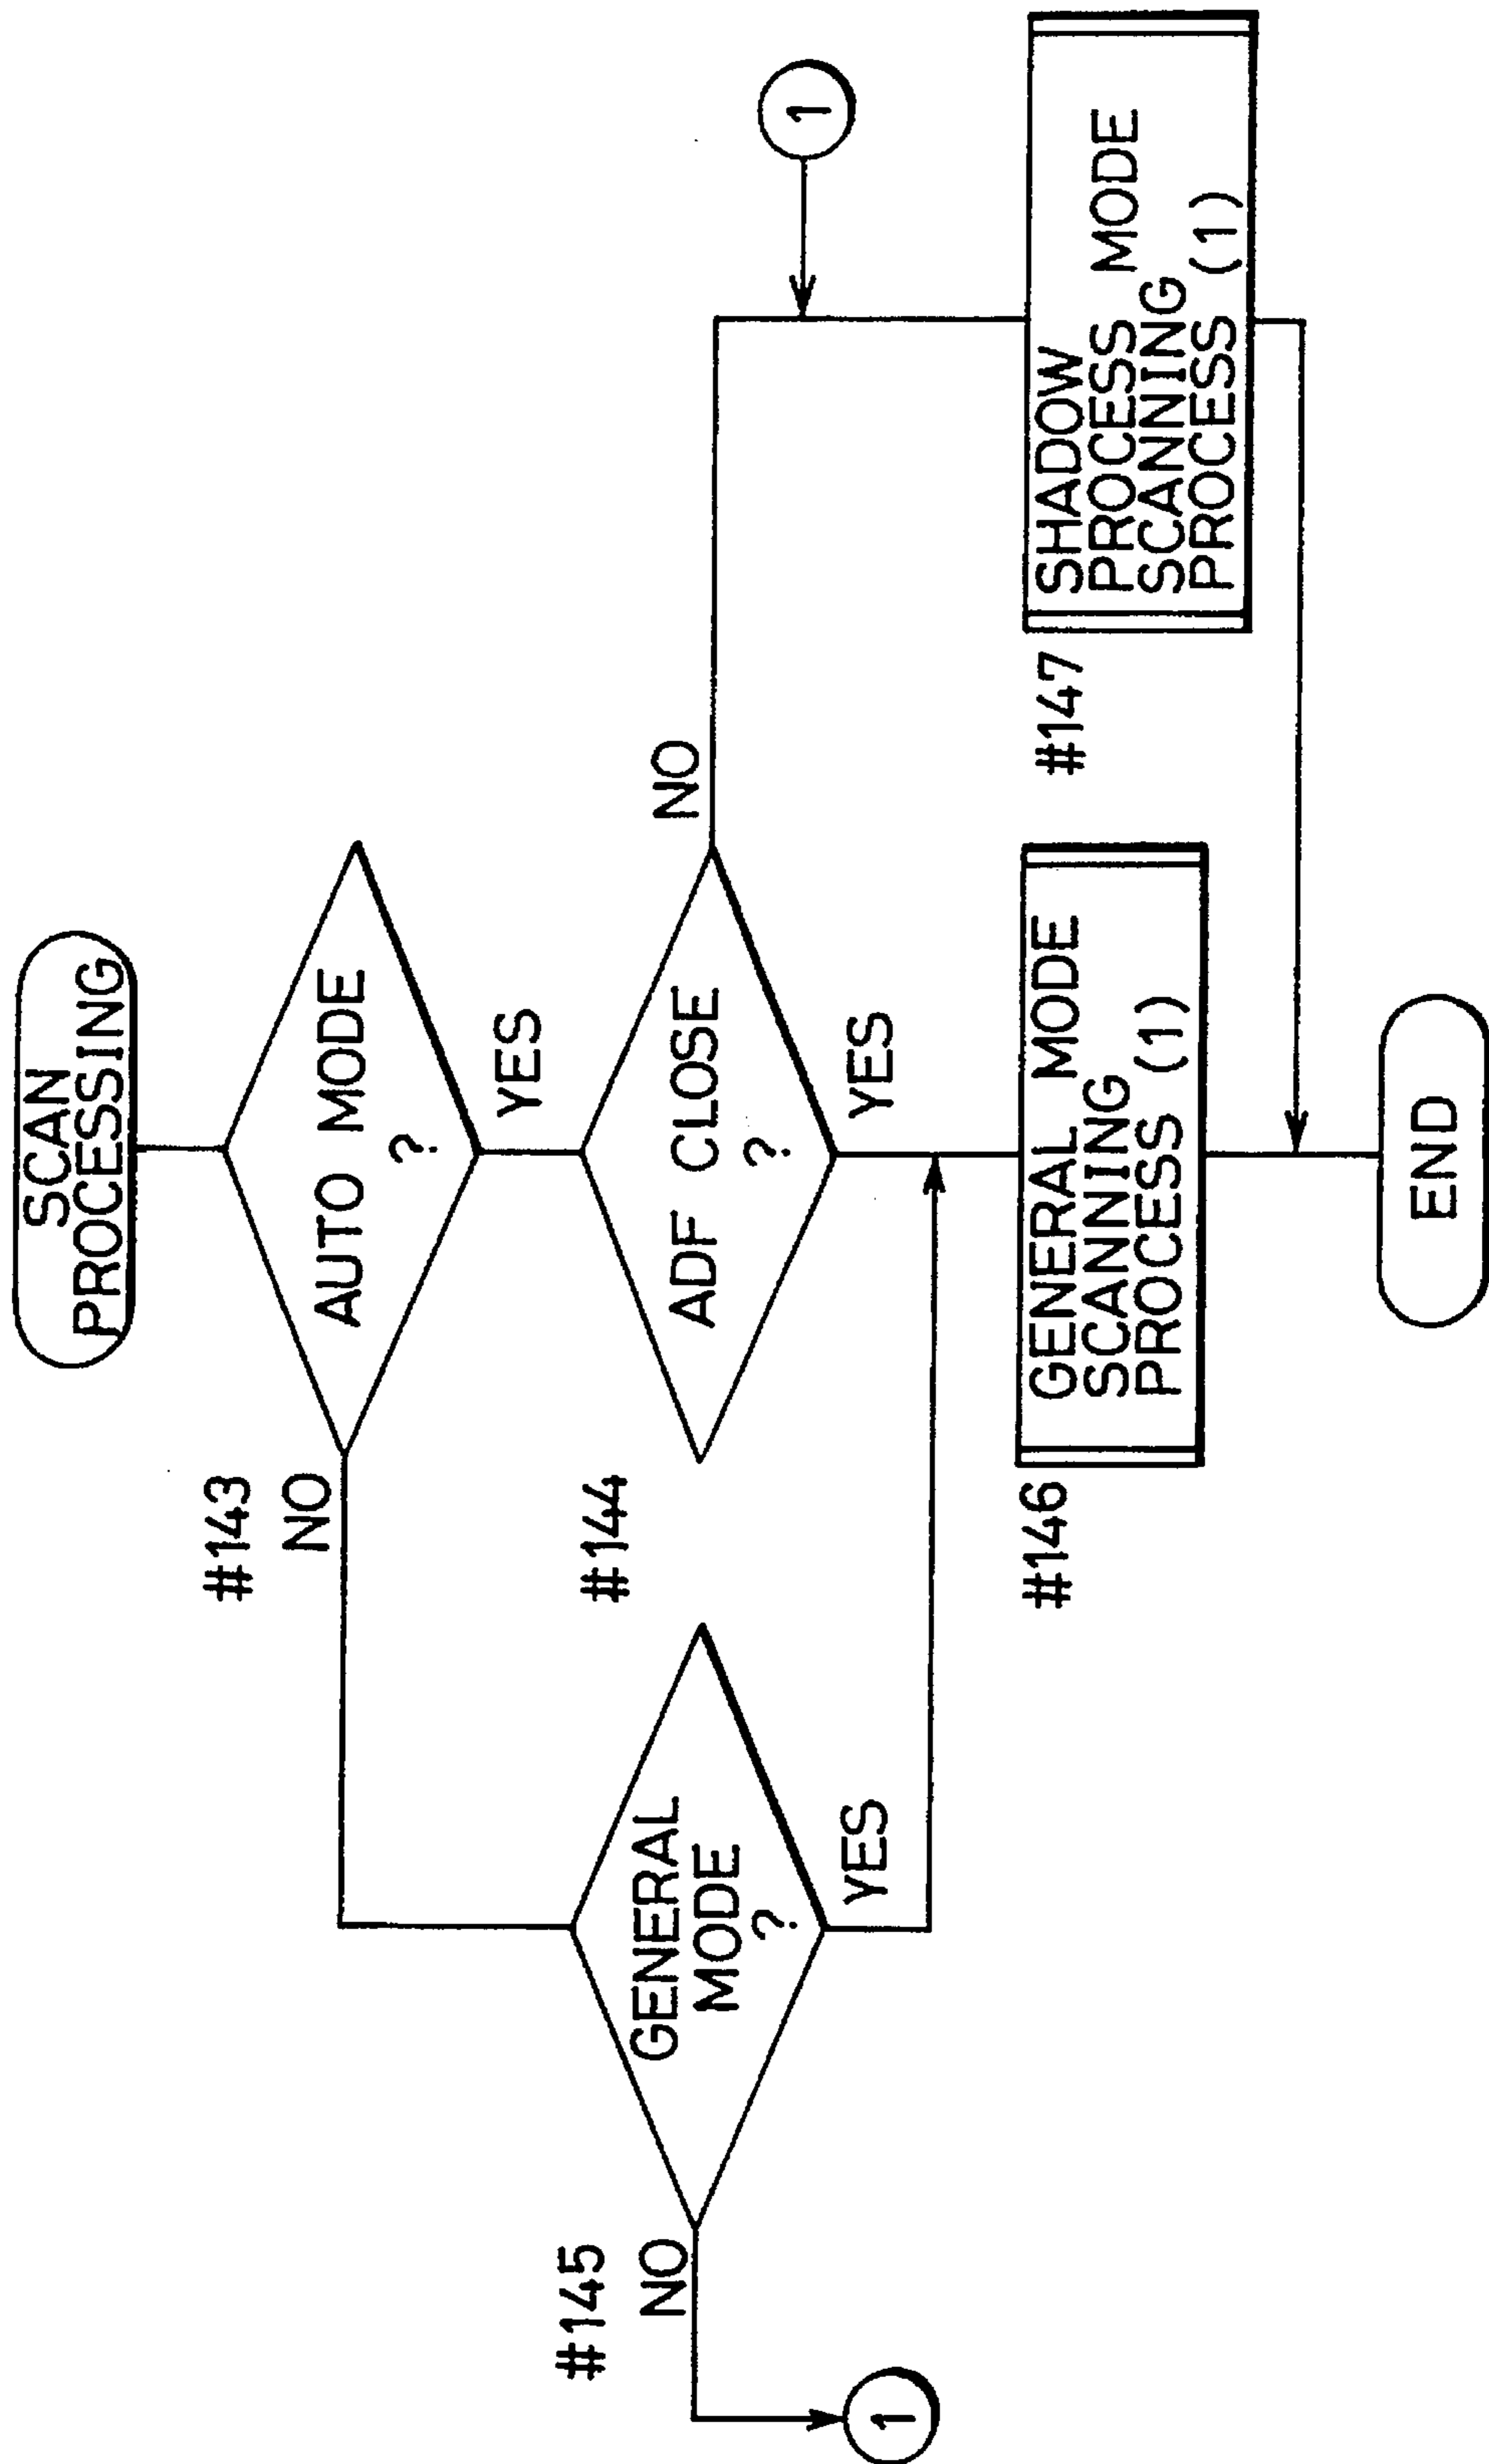 SCAN
PROCESSING
#143
NO
AUTO MODE
?
YES
#145
NO
GENERAL
MODE
?
YES
#144
ADF CLOSE
?
NO
YES
1
1
#146
GENERAL MODE
SCANNING
PROCESS (1)
#147
SHADOW
PROCESS MODE
SCANNING
PROCESS (1)
END